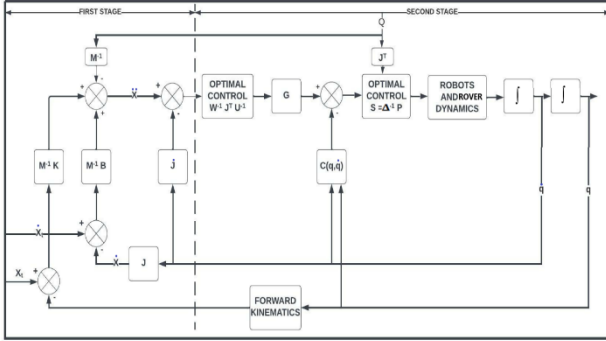 FIRST STAGE
SECOND STAGE
Q
M⁻¹
Jᵀ
-
+
+
Ẍ
+
-
OPTIMAL
CONTROL
W⁻¹ Jᵀ U⁻¹
G
+
-
OPTIMAL
CONTROL
S =Δ⁻¹ P
ROBOTS
ANDROVER
DYNAMICS
∫
∫
M⁻¹ K
M⁻¹ B
J̇
C(q,q̇)
q̇
q
Ẋₜ
+
-
Ẋ
J
Xₜ
+
-
FORWARD
KINEMATICS